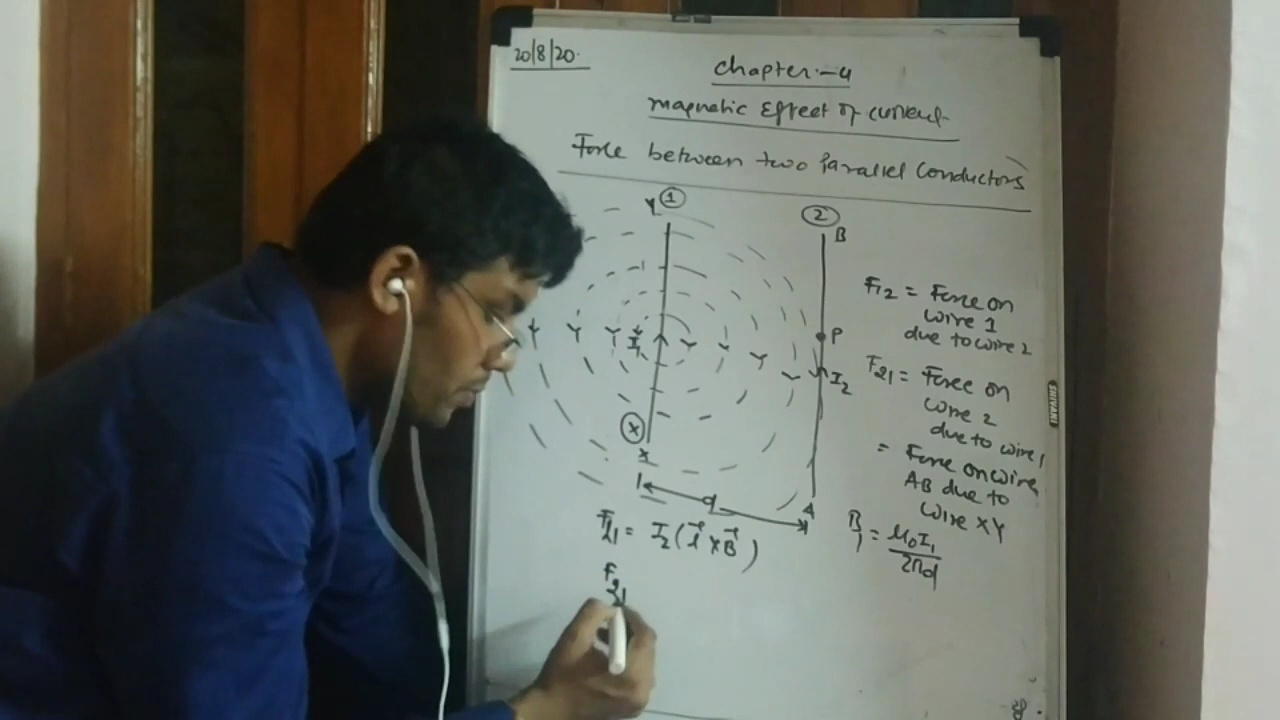 20/8/20.
Chapter:-4
Magnetic Effect of current.
Force between two Parallel Conductors
Y 1
2
B
P
I1
I2
X
X
d
A
F12 = Force on
wire 1
due to wire 2
F21 = Force on
wire 2
due to wire 1
= Force on wire
AB due to
wire XY
B1 = μ0I1
2πd
F21 = I2(l⃗ × B⃗)
F21
SHIVAKI